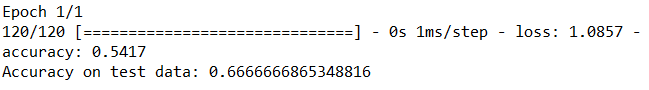 Epoch 1/1
120/120 [==============================] - 0s 1ms/step - loss: 1.0857 -
accuracy: 0.5417
Accuracy on test data: 0.6666666865348816